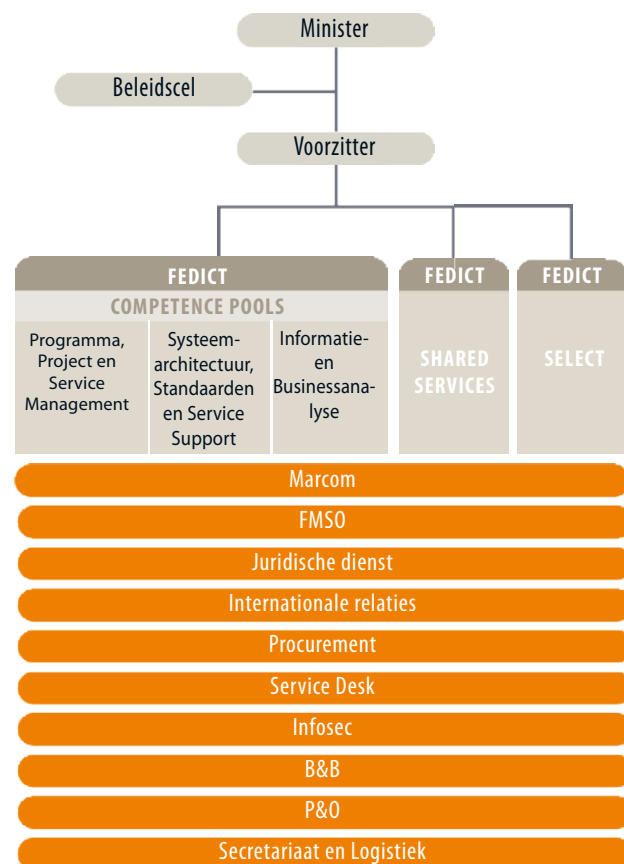 Minister
Beleidscel
Voorzitter
FEDICT
COMPETENCE POOLS
Programma,
Project en
Service
Management
Systeem-
architectuur,
Standaarden
en Service
Support
Informatie-
en
Businessana-
lyse
FEDICT
SHARED
SERVICES
FEDICT
SELECT
Marcom
FMSO
Juridische dienst
Internationale relaties
Procurement
Service Desk
Infosec
B&B
P&O
Secretariaat en Logistiek